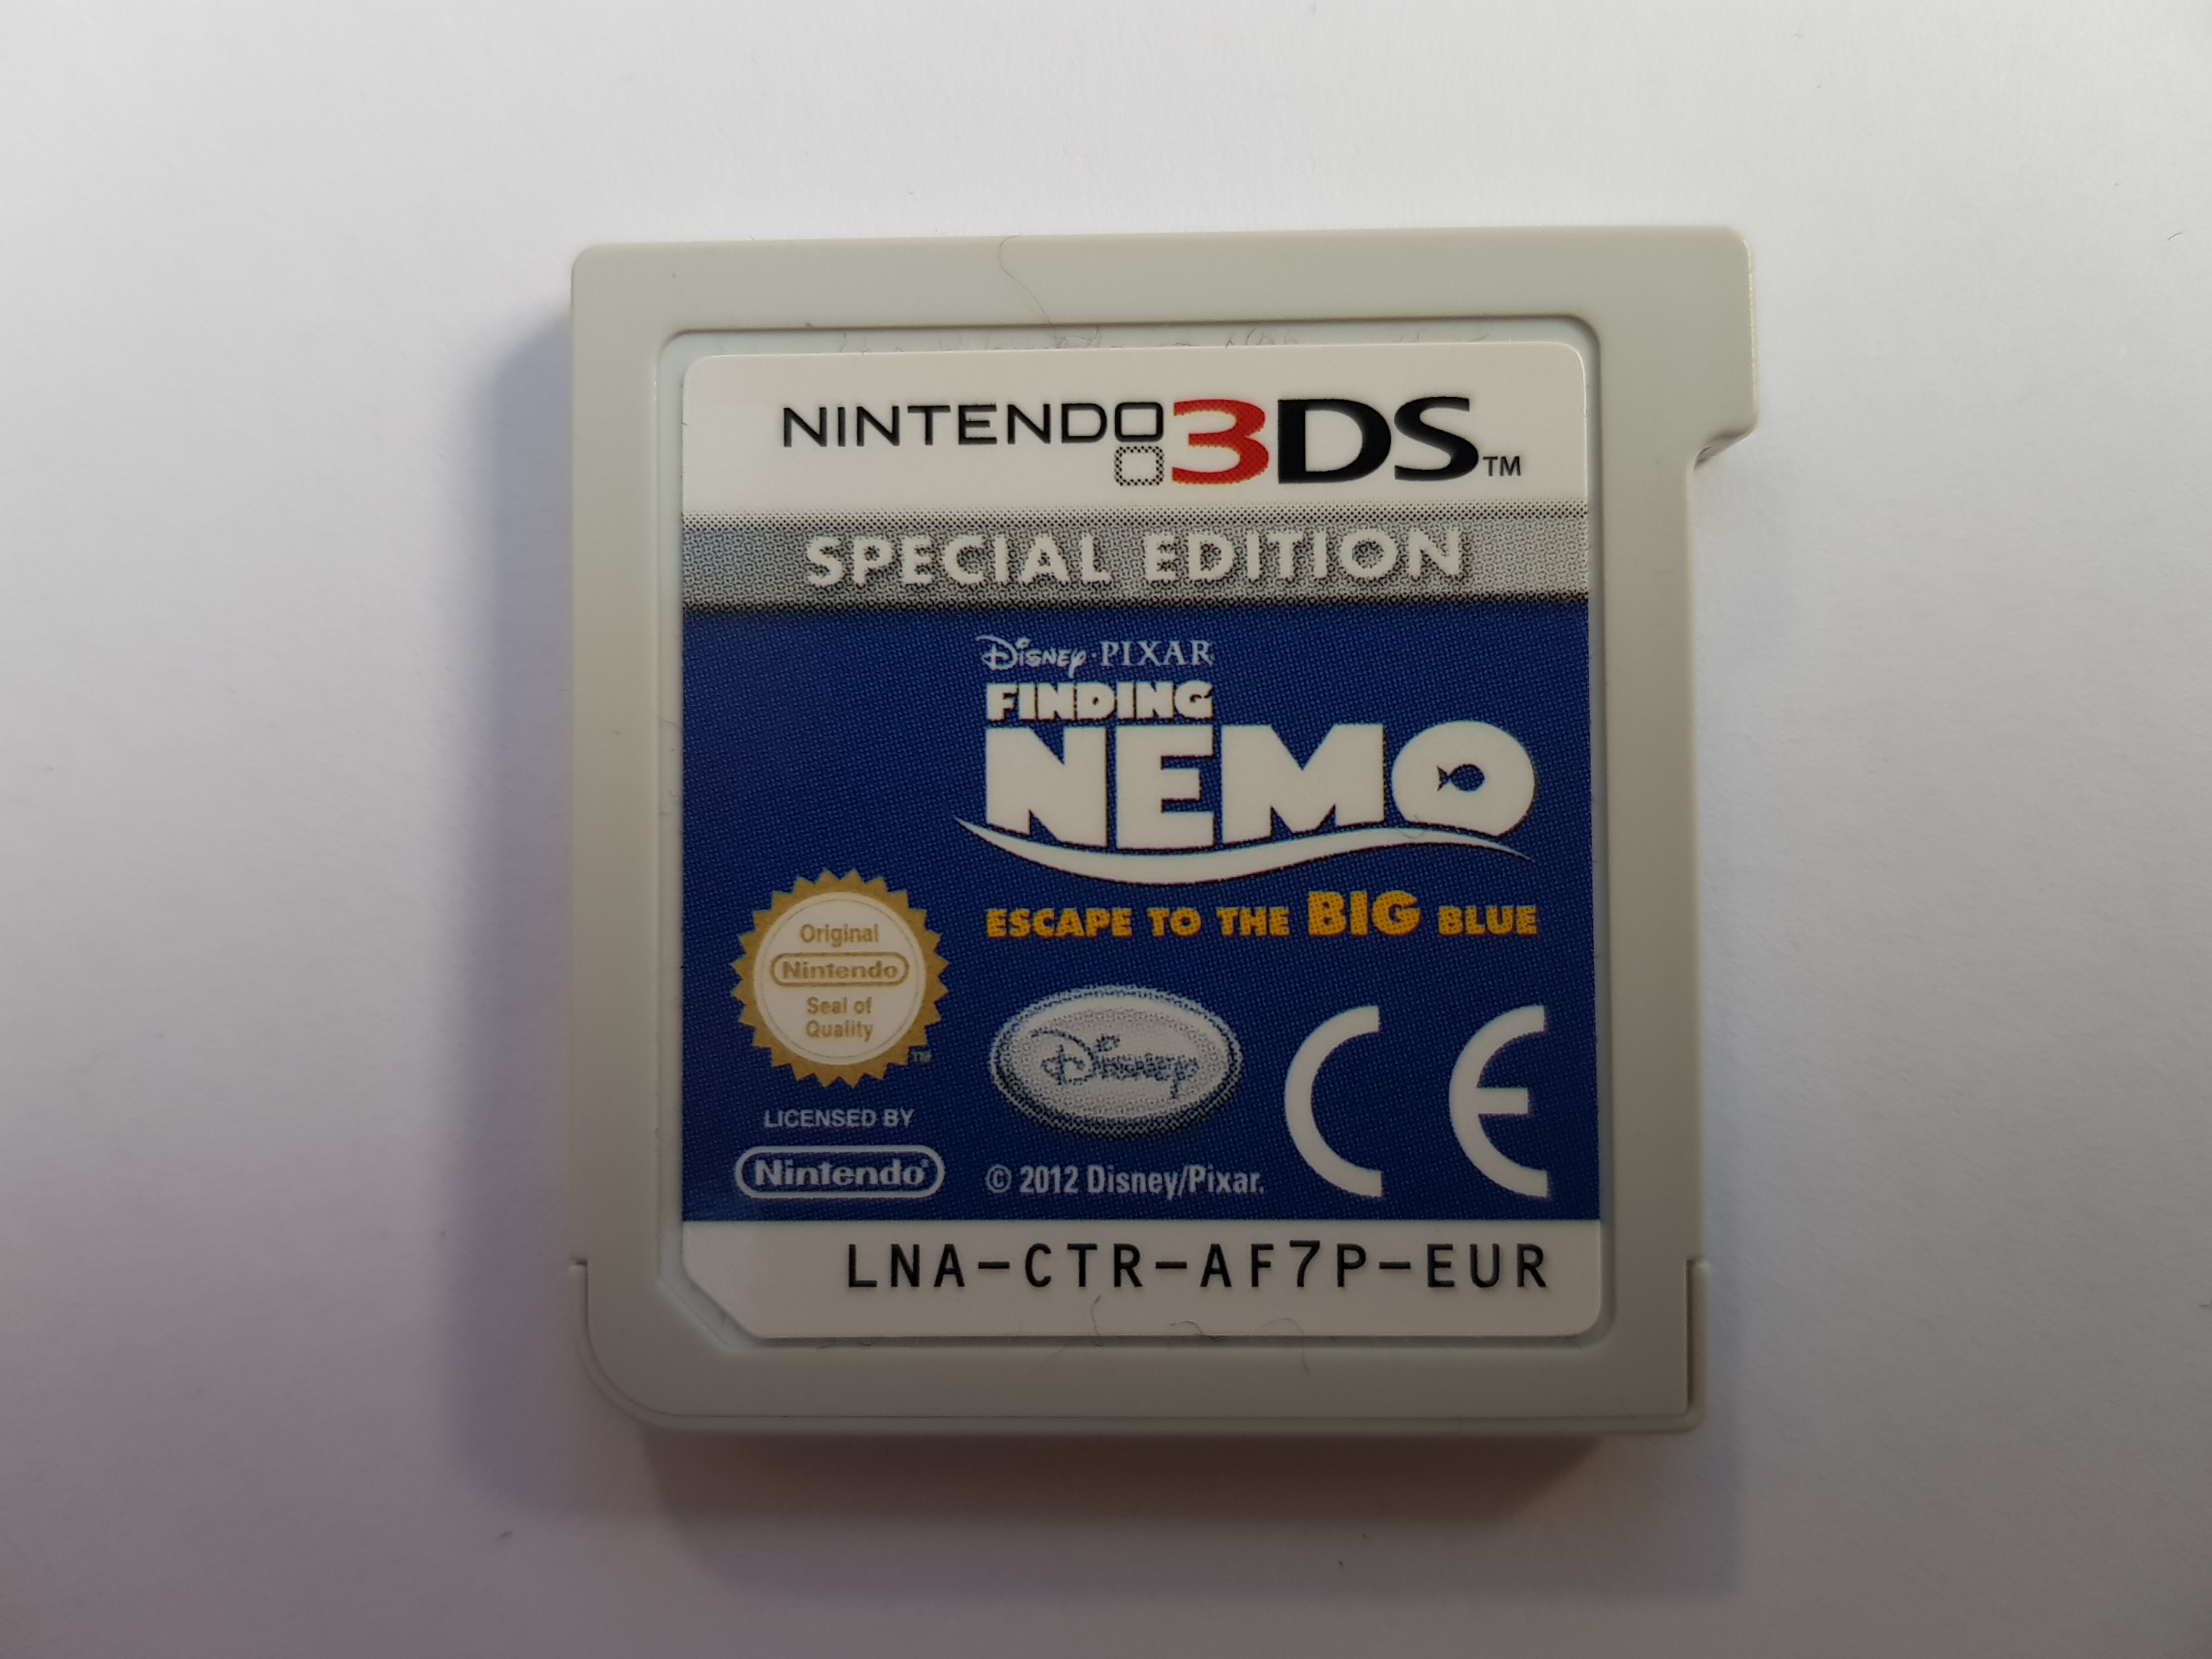 NINTENDO 3DS™
SPECIAL EDITION
Disney·PIXAR
FINDING
NEMO
ESCAPE TO THE BIG BLUE
Original
Nintendo
Seal of
Quality
™
Disney
CE
LICENSED BY
Nintendo®
© 2012 Disney/Pixar.
LNA-CTR-AF7P-EUR